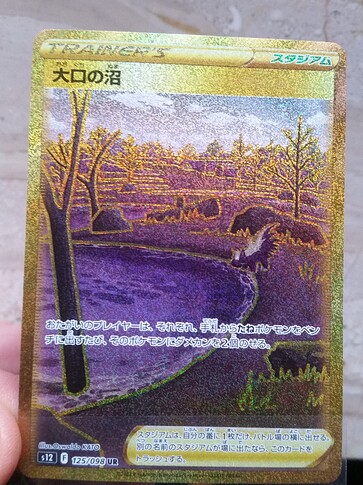 TRAINER'S
スタジアム
おおくち ぬま
大口の沼
おたがいのプレイヤーは、それぞれ、手札からたねポケモンをベン
チに出すたび、そのポケモンにダメカンを2個のせる。
illus. Oswaldo KATO
s12 F 125/098 UR
スタジアムは、自分の番に1枚だけ、バトル場の横に出せる。
別の名前のスタジアムが場に出たなら、このカードを
トラッシュする。